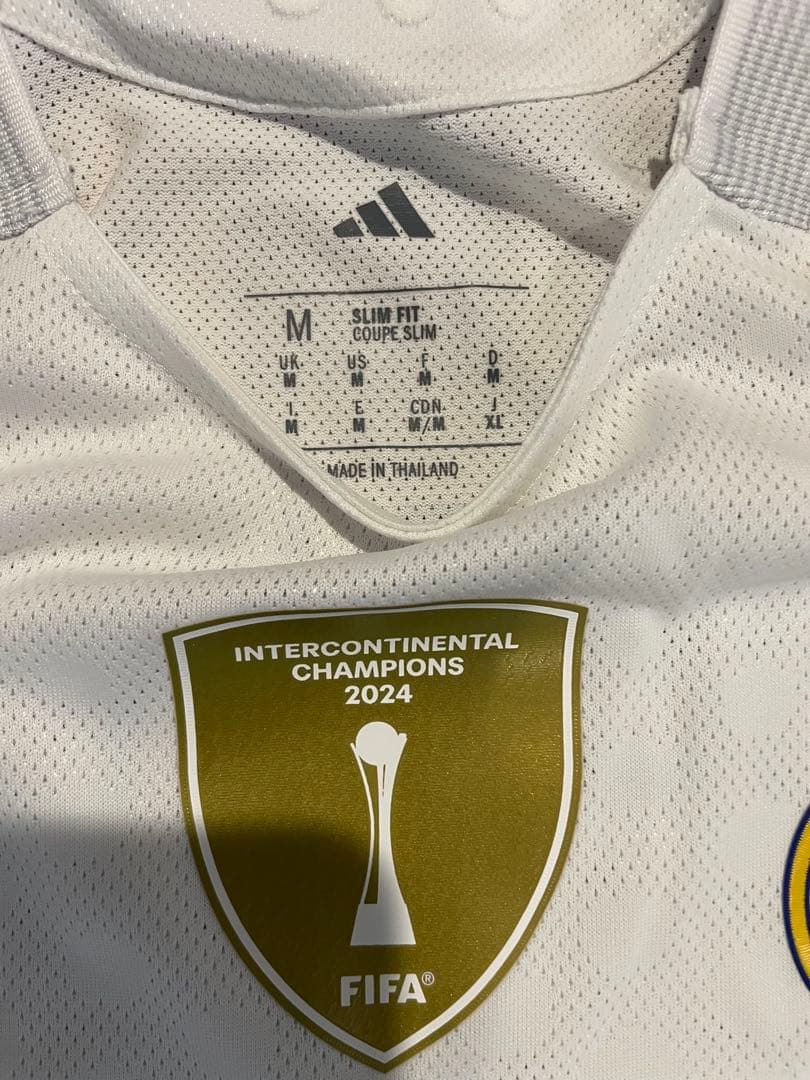 M
SLIM FIT
COUPE SLIM
UK US F D
M M M M
I E CDN J
M M M/M XL
MADE IN THAILAND
INTERCONTINENTAL
CHAMPIONS
2024
FIFA®